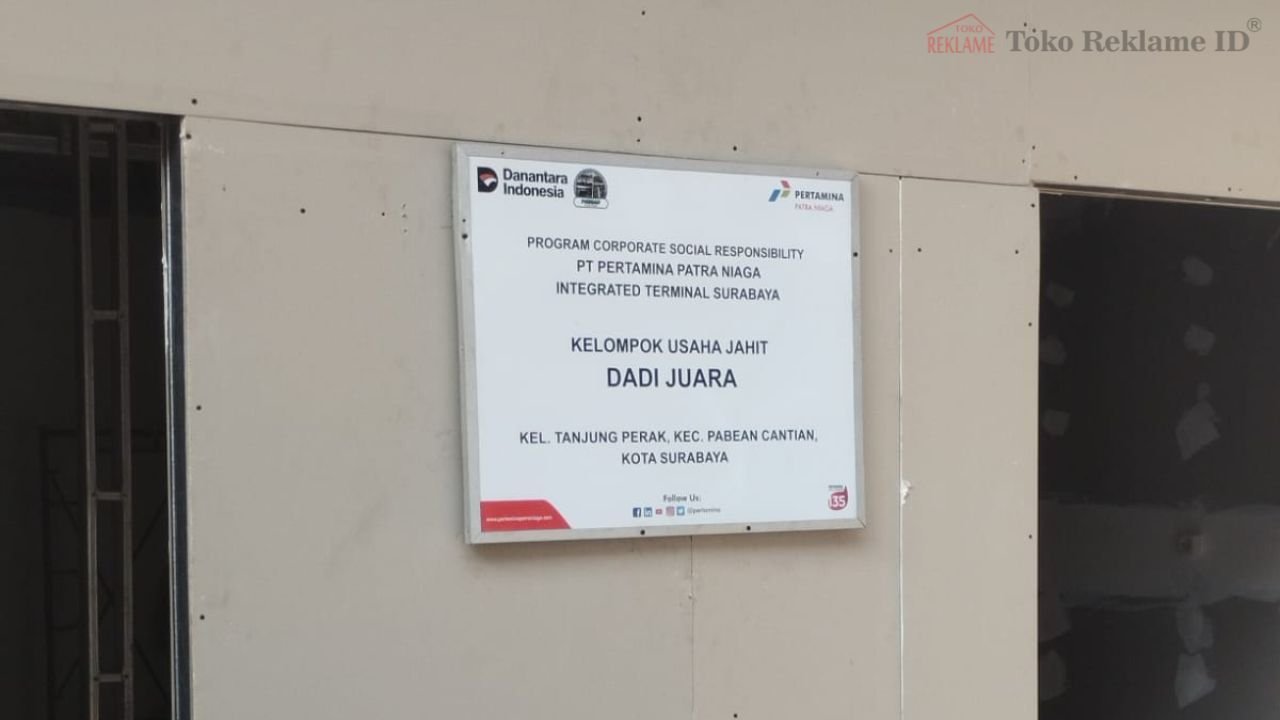 TOKO
REKLAME
Toko Reklame ID®
Danantara
Indonesia
PERTAMINA
PATRA NIAGA
PROGRAM CORPORATE SOCIAL RESPONSIBILITY
PT PERTAMINA PATRA NIAGA
INTEGRATED TERMINAL SURABAYA
KELOMPOK USAHA JAHIT
DADI JUARA
KEL. TANJUNG PERAK, KEC. PABEAN CANTIAN,
KOTA SURABAYA
Follow Us:
@pertamina
135